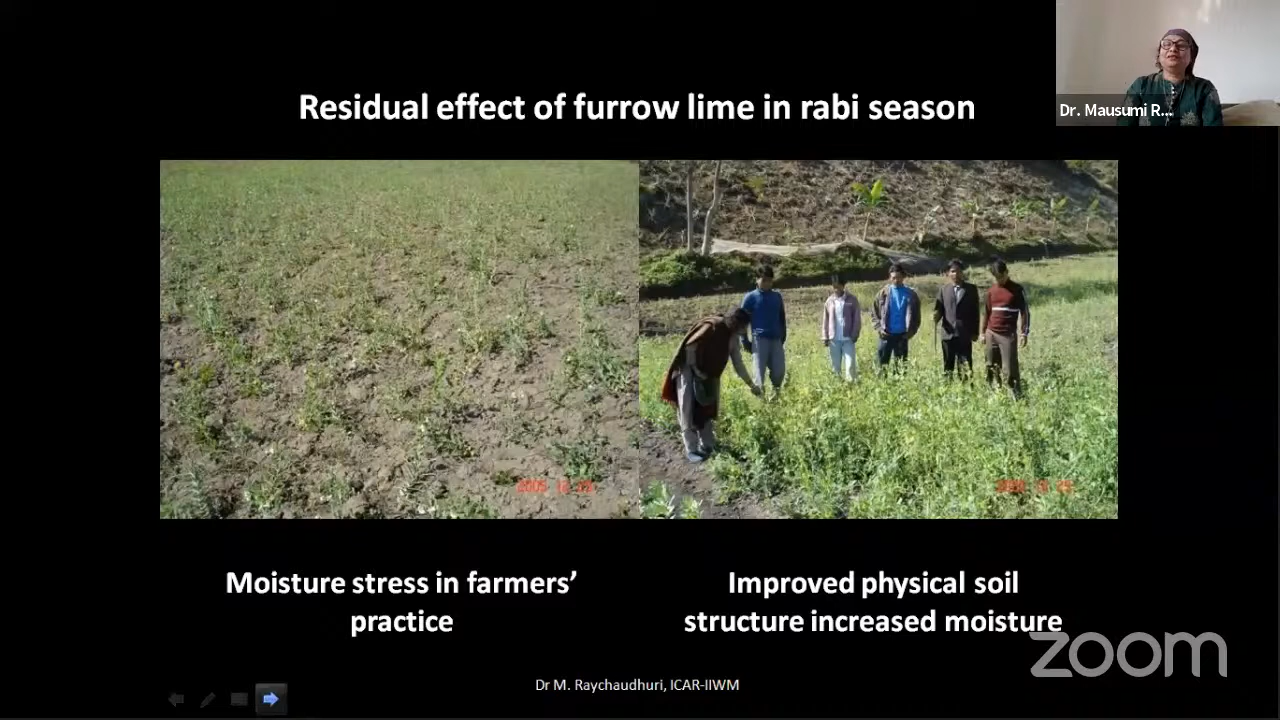 Residual effect of furrow lime in rabi season
Dr. Mausumi R...
Moisture stress in farmers’
practice
Improved physical soil
structure increased moisture
zoom
Dr M. Raychaudhuri, ICAR-IIWM